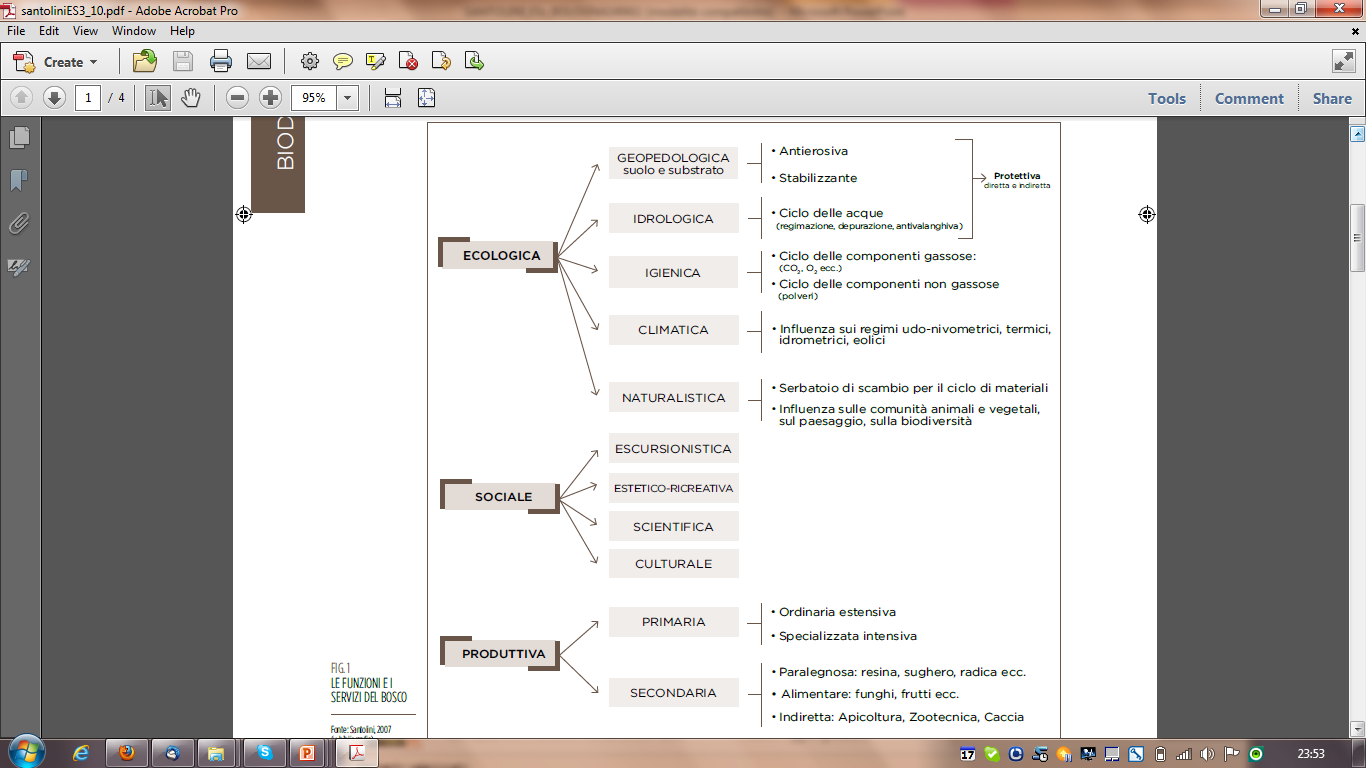 santoliniES3_10.pdf - Adobe Acrobat Pro
File Edit View Window Help
Create
1 / 4 95% Tools Comment Share
BIOD
GEOPEDOLOGICA
suolo e substrato
• Antierosiva
• Stabilizzante
Protettiva
diretta e indiretta
IDROLOGICA
• Ciclo delle acque
(regimazione, depurazione, antivalanghiva)
ECOLOGICA
IGIENICA
• Ciclo delle componenti gassose:
(CO2, O3 ecc.)
• Ciclo delle componenti non gassose
(polveri)
CLIMATICA
• Influenza sui regimi udo-nivometrici, termici,
idrometrici, eolici
NATURALISTICA
• Serbatoio di scambio per il ciclo di materiali
• Influenza sulle comunità animali e vegetali,
sul paesaggio, sulla biodiversità
SOCIALE
ESCURSIONISTICA
ESTETICO-RICREATIVA
SCIENTIFICA
CULTURALE
PRODUTTIVA
PRIMARIA
• Ordinaria estensiva
• Specializzata intensiva
SECONDARIA
• Paralegnosa: resina, sughero, radica ecc.
• Alimentare: funghi, frutti ecc.
• Indiretta: Apicoltura, Zootecnica, Caccia
FIG.1
LE FUNZIONI E I
SERVIZI DEL BOSCO
Fonte: Santolini, 2007
17
23:53